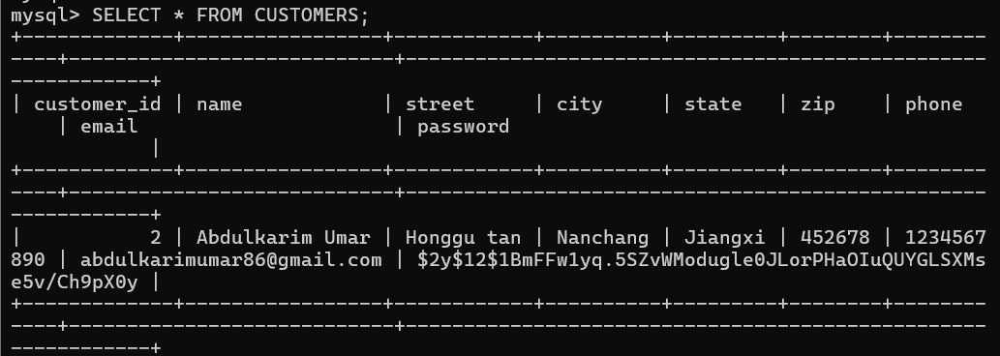 mysql> SELECT * FROM CUSTOMERS;
+-------------+-----------------+------------+----------+---------+--------+--------
----+----------------------------+--------------------------------------------------
------------+
| customer_id | name            | street     | city     | state   | zip    | phone
    | email                      | password
            |
+-------------+-----------------+------------+----------+---------+--------+--------
----+----------------------------+--------------------------------------------------
------------+
|           2 | Abdulkarim Umar | Honggu tan | Nanchang | Jiangxi | 452678 | 1234567
890 | abdulkarimumar86@gmail.com | $2y$12$1BmFFw1yq.5SZvWModugle0JLorPHaOIuQUYGLSXMs
e5v/Ch9pX0y |
+-------------+-----------------+------------+----------+---------+--------+--------
----+----------------------------+--------------------------------------------------
------------+